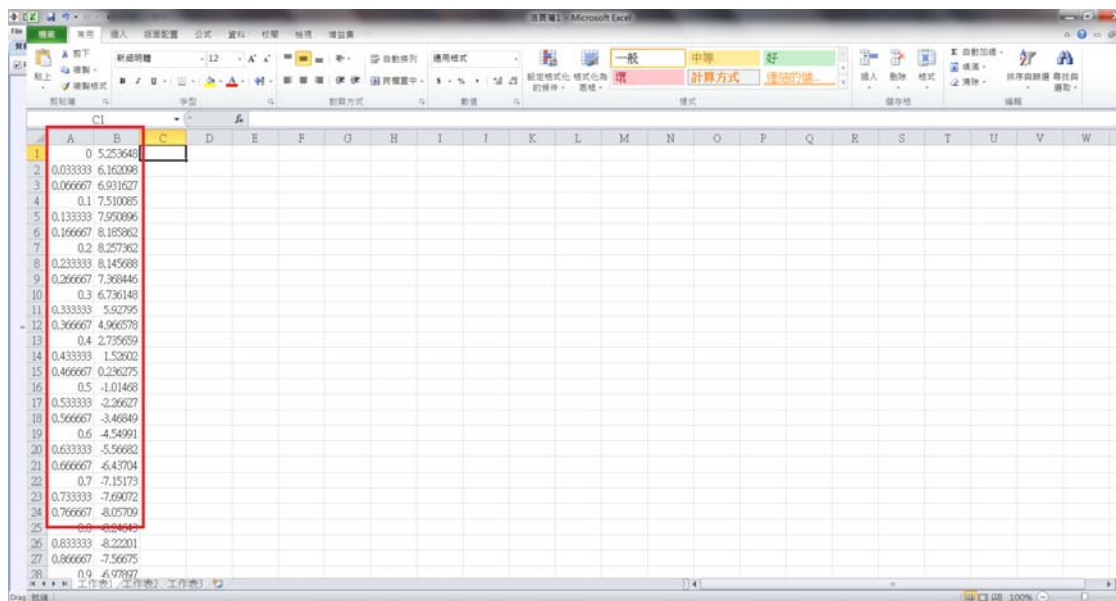 活頁簿1 - Microsoft Excel
File 檔案 常用 插入 版面配置 公式 資料 校閱 檢視 增益集
剪下 新細明體 12 自動換列 通用格式 一般 中等 好 Σ 自動加總
複製 填滿
貼上 複製格式 B I U 跨欄置中 $ % 設定格式化的條件 格式化為表格 壞 計算方式 連結的儲... 插入 刪除 格式 清除 排序與篩選 尋找與選取
剪貼簿 字型 對齊方式 數值 樣式 儲存格 編輯
C1 fx
A B C D E F G H I J K L M N O P Q R S T U V W
1 0 5.253648
2 0.033333 6.162098
3 0.066667 6.931627
4 0.1 7.510085
5 0.133333 7.950896
6 0.166667 8.185862
7 0.2 8.257362
8 0.233333 8.145688
9 0.266667 7.368446
10 0.3 6.736148
11 0.333333 5.92795
12 0.366667 4.966578
13 0.4 2.735659
14 0.433333 1.52602
15 0.466667 0.236275
16 0.5 -1.01468
17 0.533333 -2.26627
18 0.566667 -3.46849
19 0.6 -4.54991
20 0.633333 -5.56682
21 0.666667 -6.43704
22 0.7 -7.15173
23 0.733333 -7.69072
24 0.766667 -8.05709
25 0.8 -8.24643
26 0.833333 -8.22201
27 0.866667 -7.56675
28 0.9 -6.97897
工作表1 工作表2 工作表3
Drag 就緒 100%